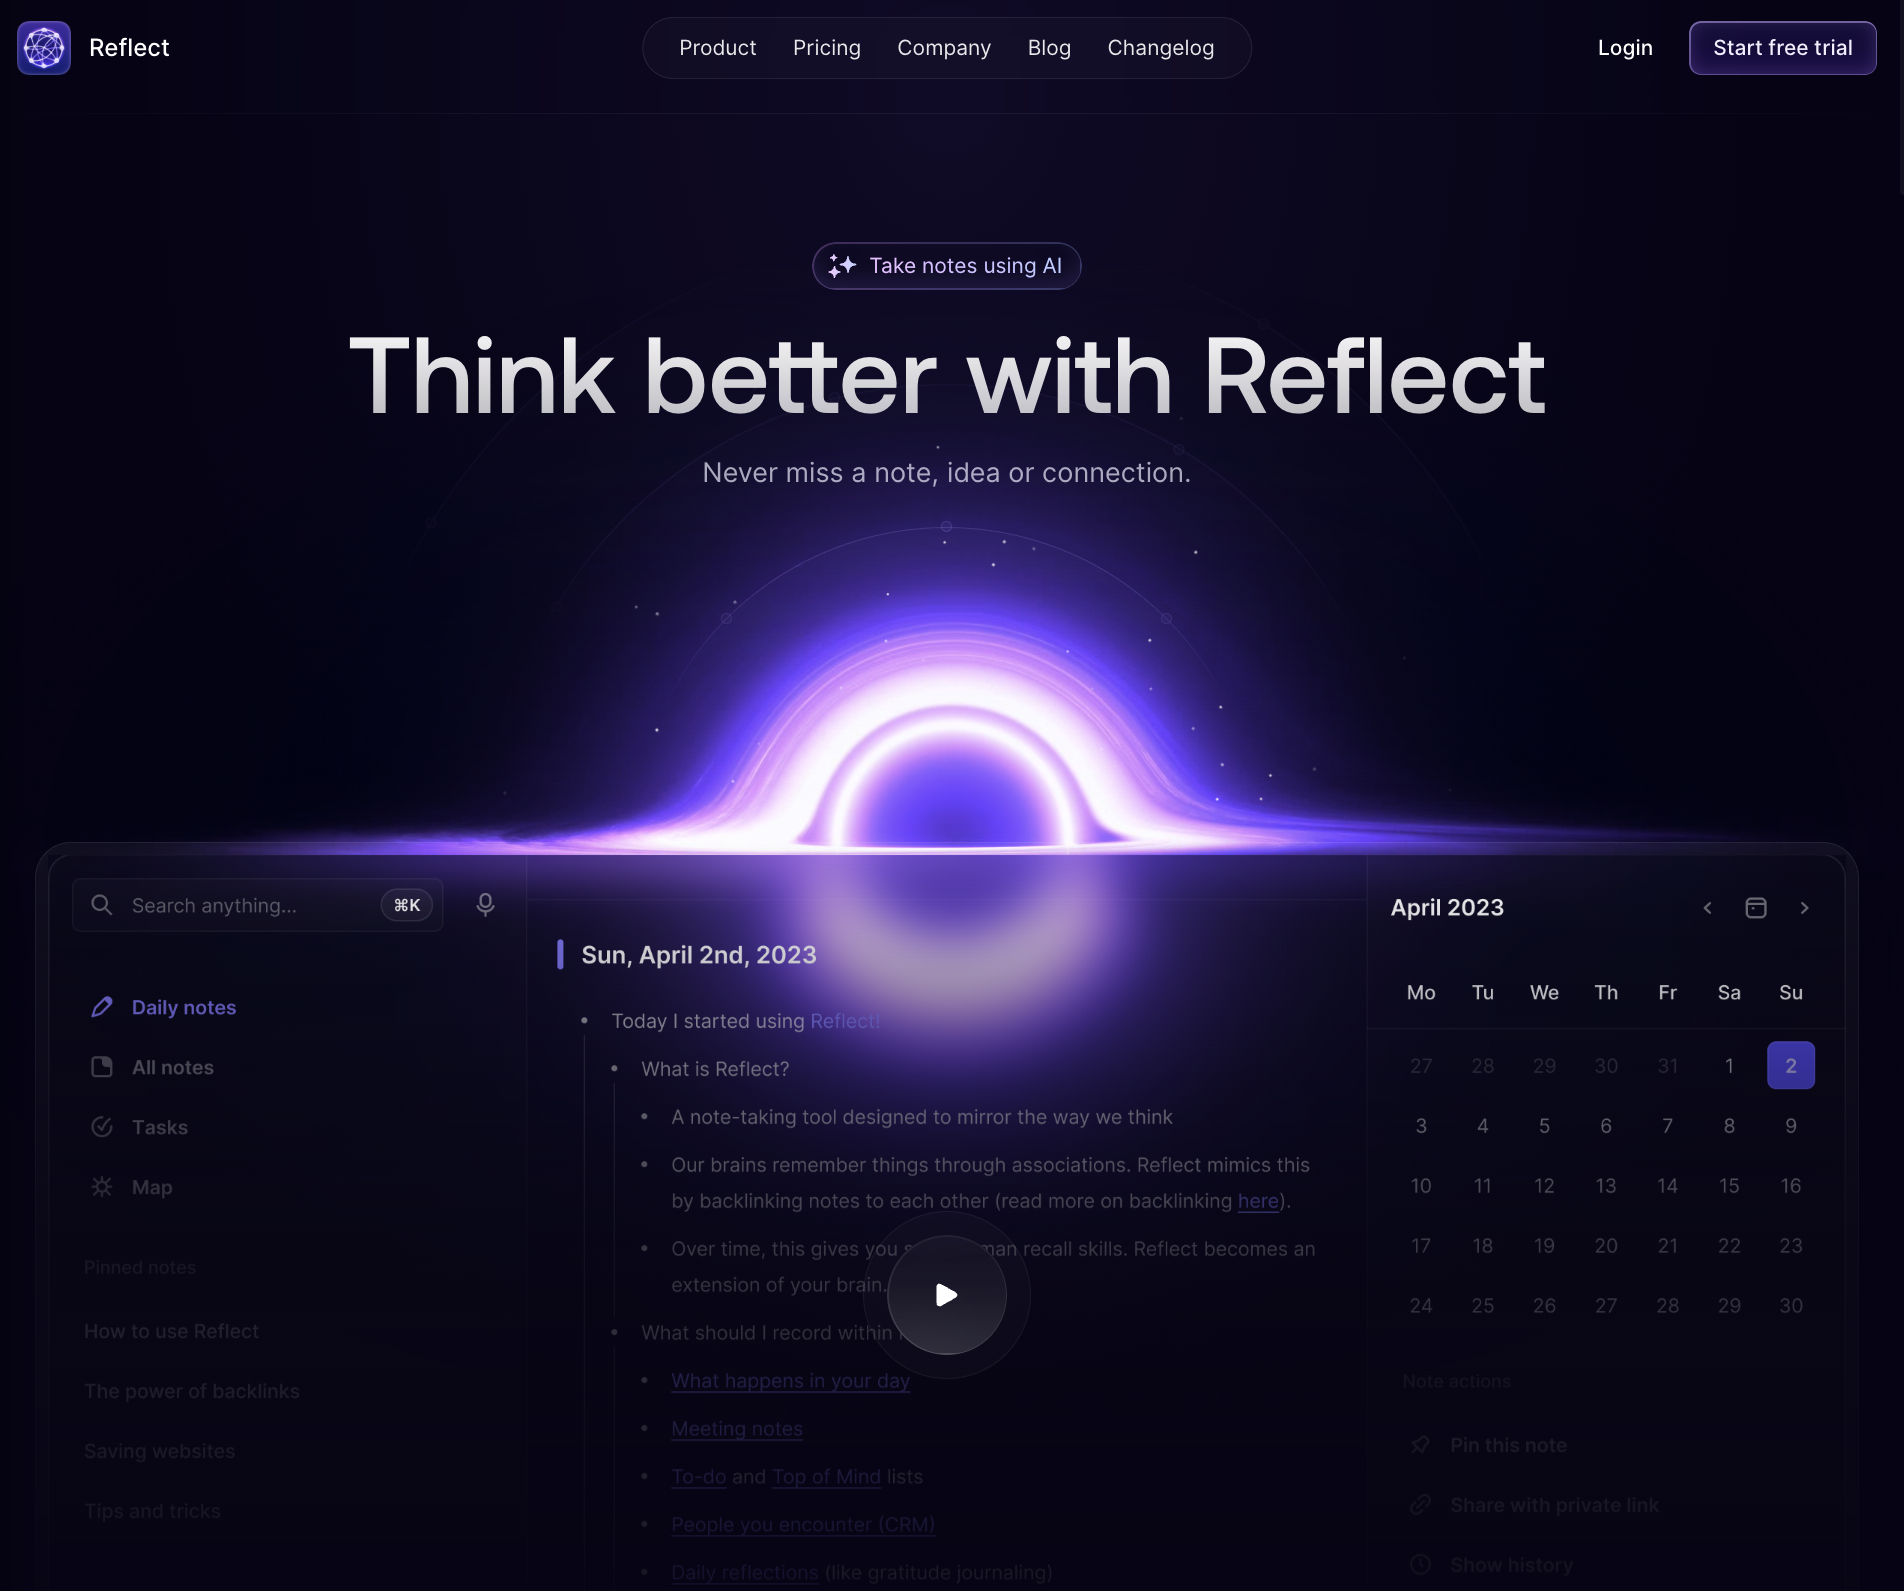 Reflect
Product
Pricing
Company
Blog
Changelog
Login
Start free trial
Take notes using AI
Think better with Reflect
Never miss a note, idea or connection.
Search anything...
⌘K
Daily notes
All notes
Tasks
Map
Pinned notes
How to use Reflect
The power of backlinks
Saving websites
Tips and tricks
Sun, April 2nd, 2023
Today I started using Reflect!
What is Reflect?
A note-taking tool designed to mirror the way we think
Our brains remember things through associations. Reflect mimics this
by backlinking notes to each other (read more on backlinking here).
Over time, this gives you man recall skills. Reflect becomes an
extension of your brain.
What should I record within
What happens in your day
Meeting notes
To-do and Top of Mind lists
People you encounter (CRM)
Daily reflections (like gratitude journaling)
April 2023
Mo Tu We Th Fr Sa Su
27 28 29 30 31 1 2
3 4 5 6 7 8 9
10 11 12 13 14 15 16
17 18 19 20 21 22 23
24 25 26 27 28 29 30
Note actions
Pin this note
Share with private link
Show history